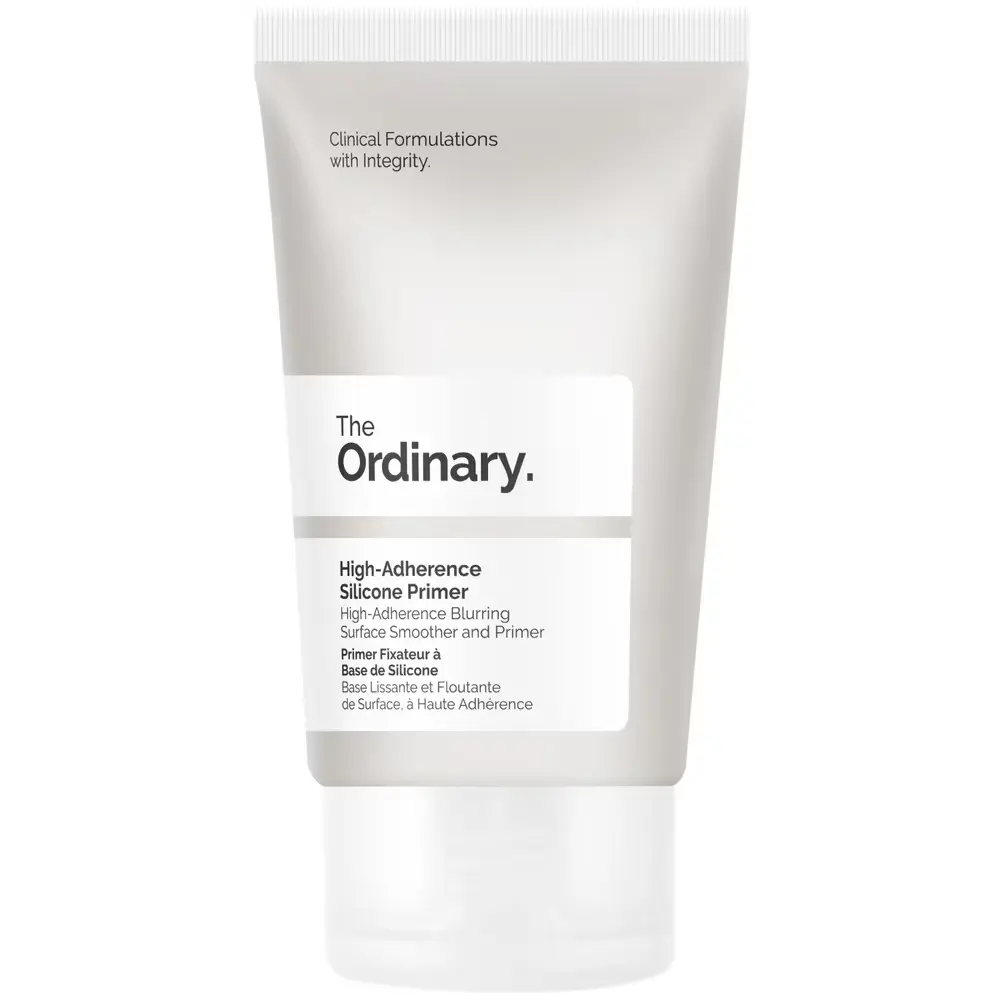 Clinical Formulations
with Integrity.
The
Ordinary.
High-Adherence
Silicone Primer
High-Adherence Blurring
Surface Smoother and Primer
Primer Fixateur à
Base de Silicone
Base Lissante et Floutante
de Surface, à Haute Adhérence